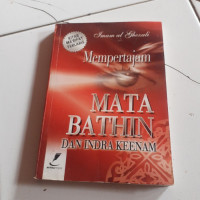 Imam al Ghazali
Mempertajam
MATA
BATHIN
DAN INDRA KEENAM